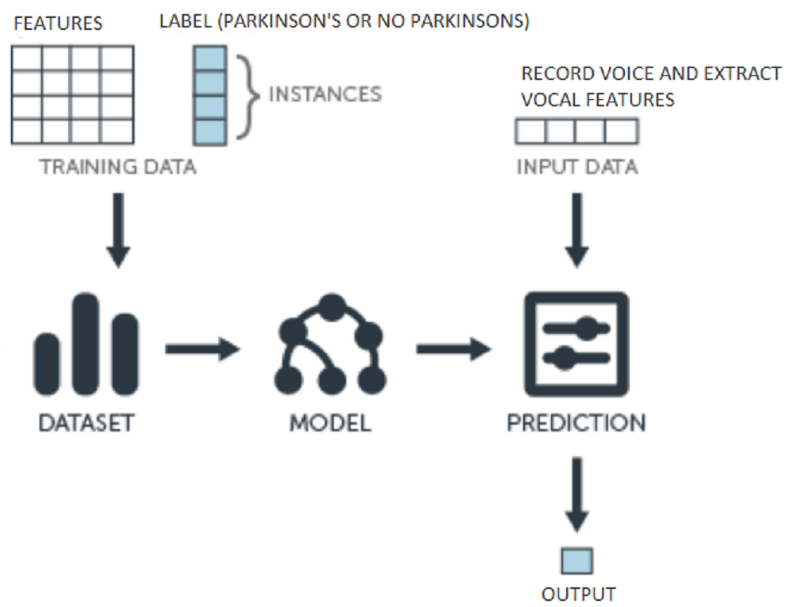 FEATURES
LABEL (PARKINSON'S OR NO PARKINSONS)
INSTANCES
TRAINING DATA
RECORD VOICE AND EXTRACT
VOCAL FEATURES
INPUT DATA
DATASET
MODEL
PREDICTION
OUTPUT